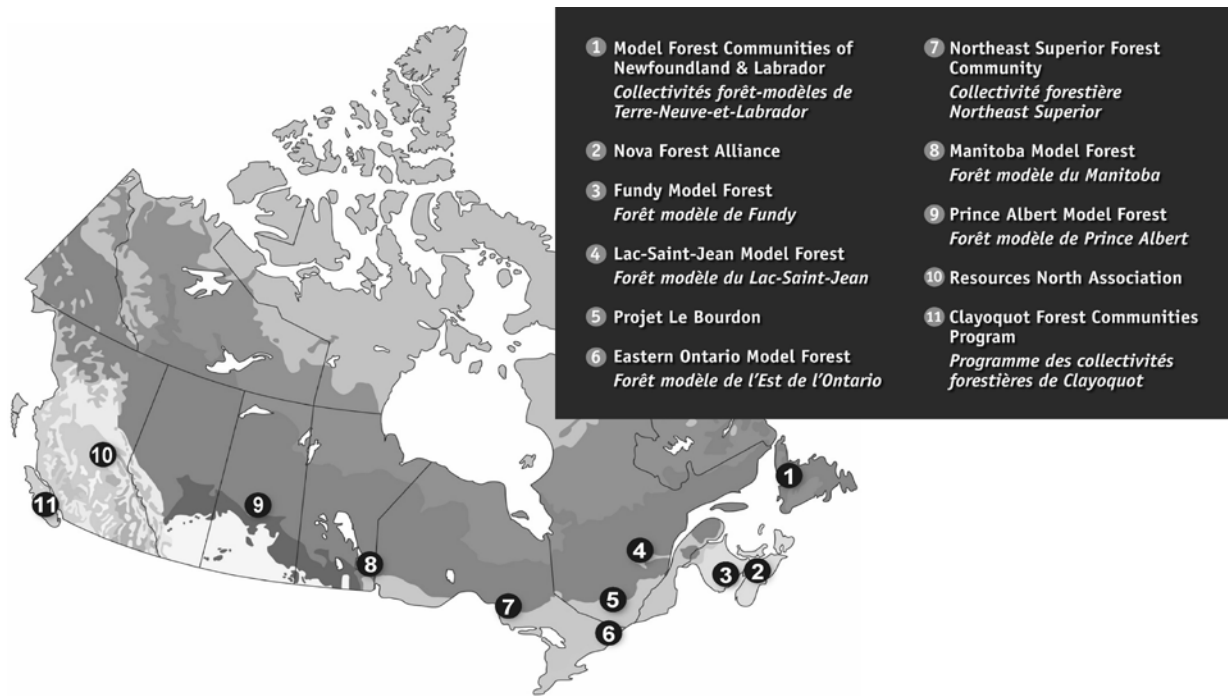 1 Model Forest Communities of
Newfoundland & Labrador
Collectivités forêt-modèles de
Terre-Neuve-et-Labrador
2 Nova Forest Alliance
3 Fundy Model Forest
Forêt modèle de Fundy
4 Lac-Saint-Jean Model Forest
Forêt modèle du Lac-Saint-Jean
5 Projet Le Bourdon
6 Eastern Ontario Model Forest
Forêt modèle de l'Est de l'Ontario
7 Northeast Superior Forest
Community
Collectivité forestière
Northeast Superior
8 Manitoba Model Forest
Forêt modèle du Manitoba
9 Prince Albert Model Forest
Forêt modèle de Prince Albert
10 Resources North Association
11 Clayoquot Forest Communities
Program
Programme des collectivités
forestières de Clayoquot
10
11
9
8
7
6
5
4
3
2
1